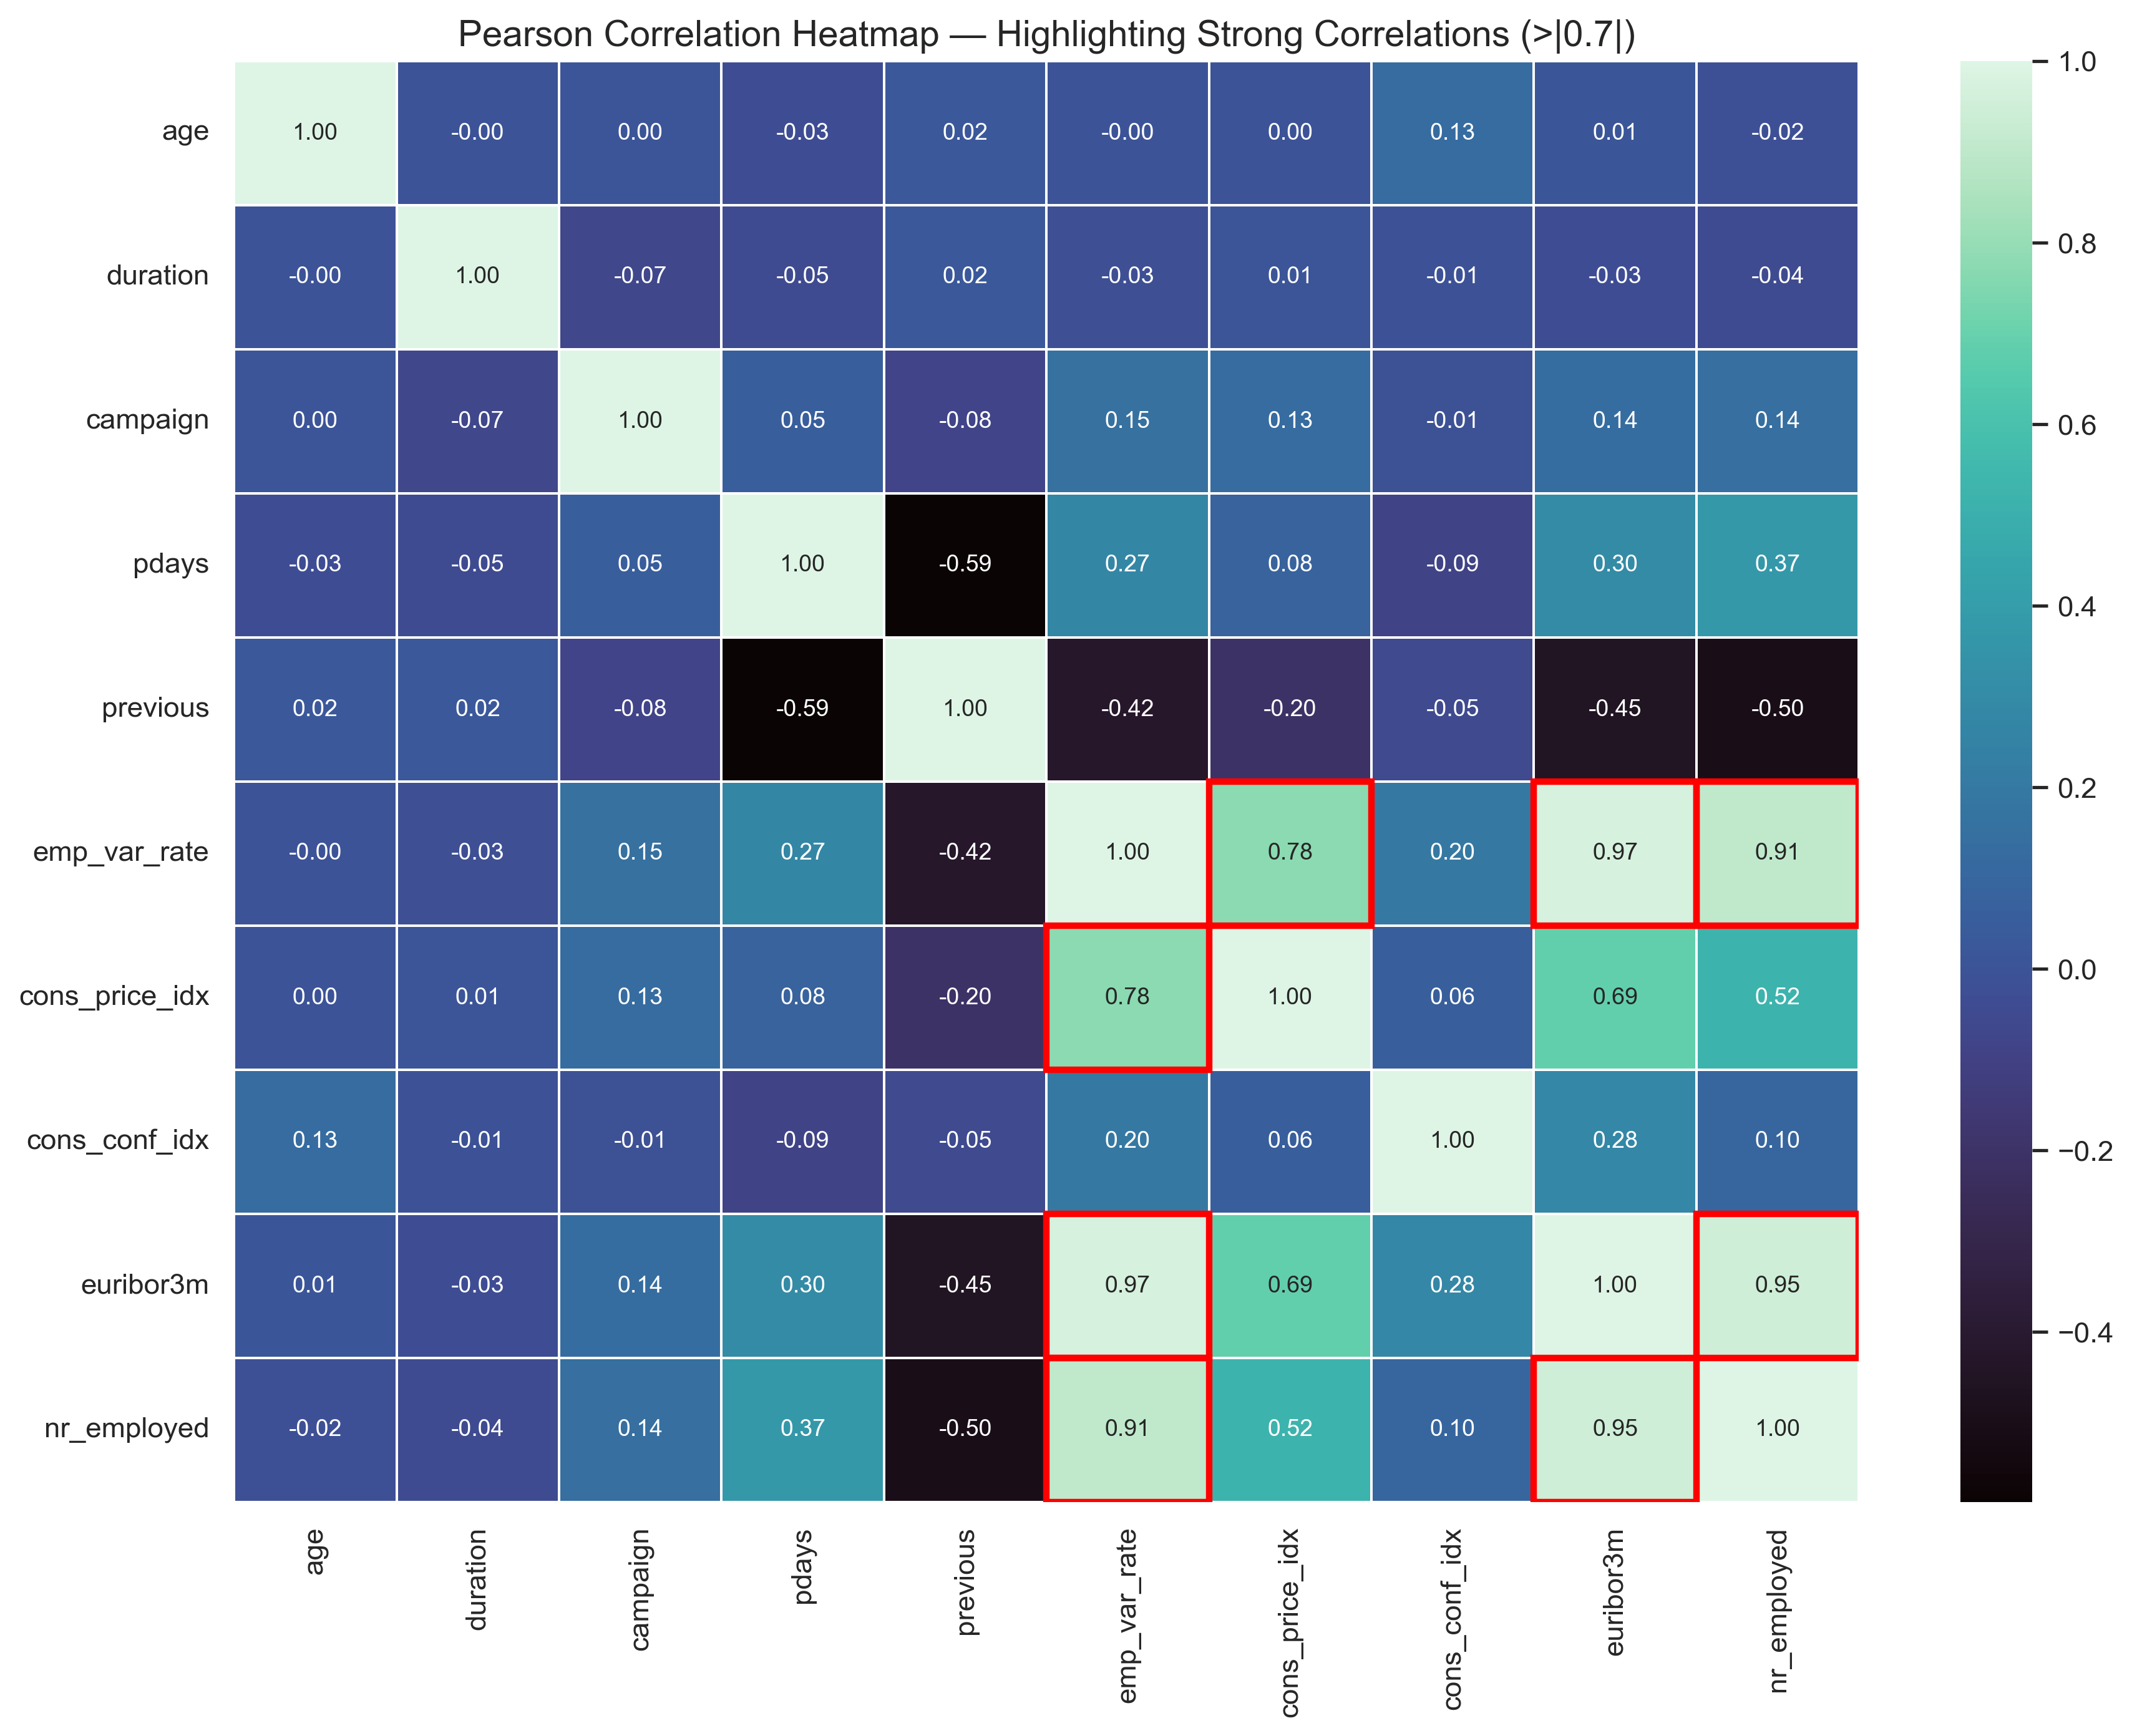 Pearson Correlation Heatmap — Highlighting Strong Correlations (>|0.7|)
age 1.00 -0.00 0.00 -0.03 0.02 -0.00 0.00 0.13 0.01 -0.02
duration -0.00 1.00 -0.07 -0.05 0.02 -0.03 0.01 -0.01 -0.03 -0.04
campaign 0.00 -0.07 1.00 0.05 -0.08 0.15 0.13 -0.01 0.14 0.14
pdays -0.03 -0.05 0.05 1.00 -0.59 0.27 0.08 -0.09 0.30 0.37
previous 0.02 0.02 -0.08 -0.59 1.00 -0.42 -0.20 -0.05 -0.45 -0.50
emp_var_rate -0.00 -0.03 0.15 0.27 -0.42 1.00 0.78 0.20 0.97 0.91
cons_price_idx 0.00 0.01 0.13 0.08 -0.20 0.78 1.00 0.06 0.69 0.52
cons_conf_idx 0.13 -0.01 -0.01 -0.09 -0.05 0.20 0.06 1.00 0.28 0.10
euribor3m 0.01 -0.03 0.14 0.30 -0.45 0.97 0.69 0.28 1.00 0.95
nr_employed -0.02 -0.04 0.14 0.37 -0.50 0.91 0.52 0.10 0.95 1.00
age duration campaign pdays previous emp_var_rate cons_price_idx cons_conf_idx euribor3m nr_employed
1.0
0.8
0.6
0.4
0.2
0.0
−0.2
−0.4